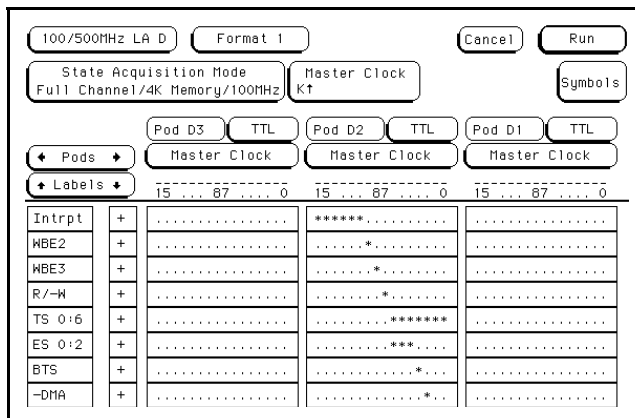 100/500MHz LA D Format 1 Cancel Run
State Acquisition Mode
Full Channel/4K Memory/100MHz
Master Clock
K↑
Symbols
Pod D3 TTL Pod D2 TTL Pod D1 TTL
← Pods → Master Clock Master Clock Master Clock
↑ Labels ↓ 15 ... 87 .... 0 15 ... 87 .... 0 15 ... 87 .... 0
Intrpt + ................ ******.......... ................
WBE2 + ................ ......*......... ................
WBE3 + ................ .......*........ ................
R/-W + ................ ........*....... ................
TS 0:6 + ................ .........******* ................
ES 0:2 + ................ .........***.... ................
BTS + ................ ............*... ................
-DMA + ................ .............*.. ................